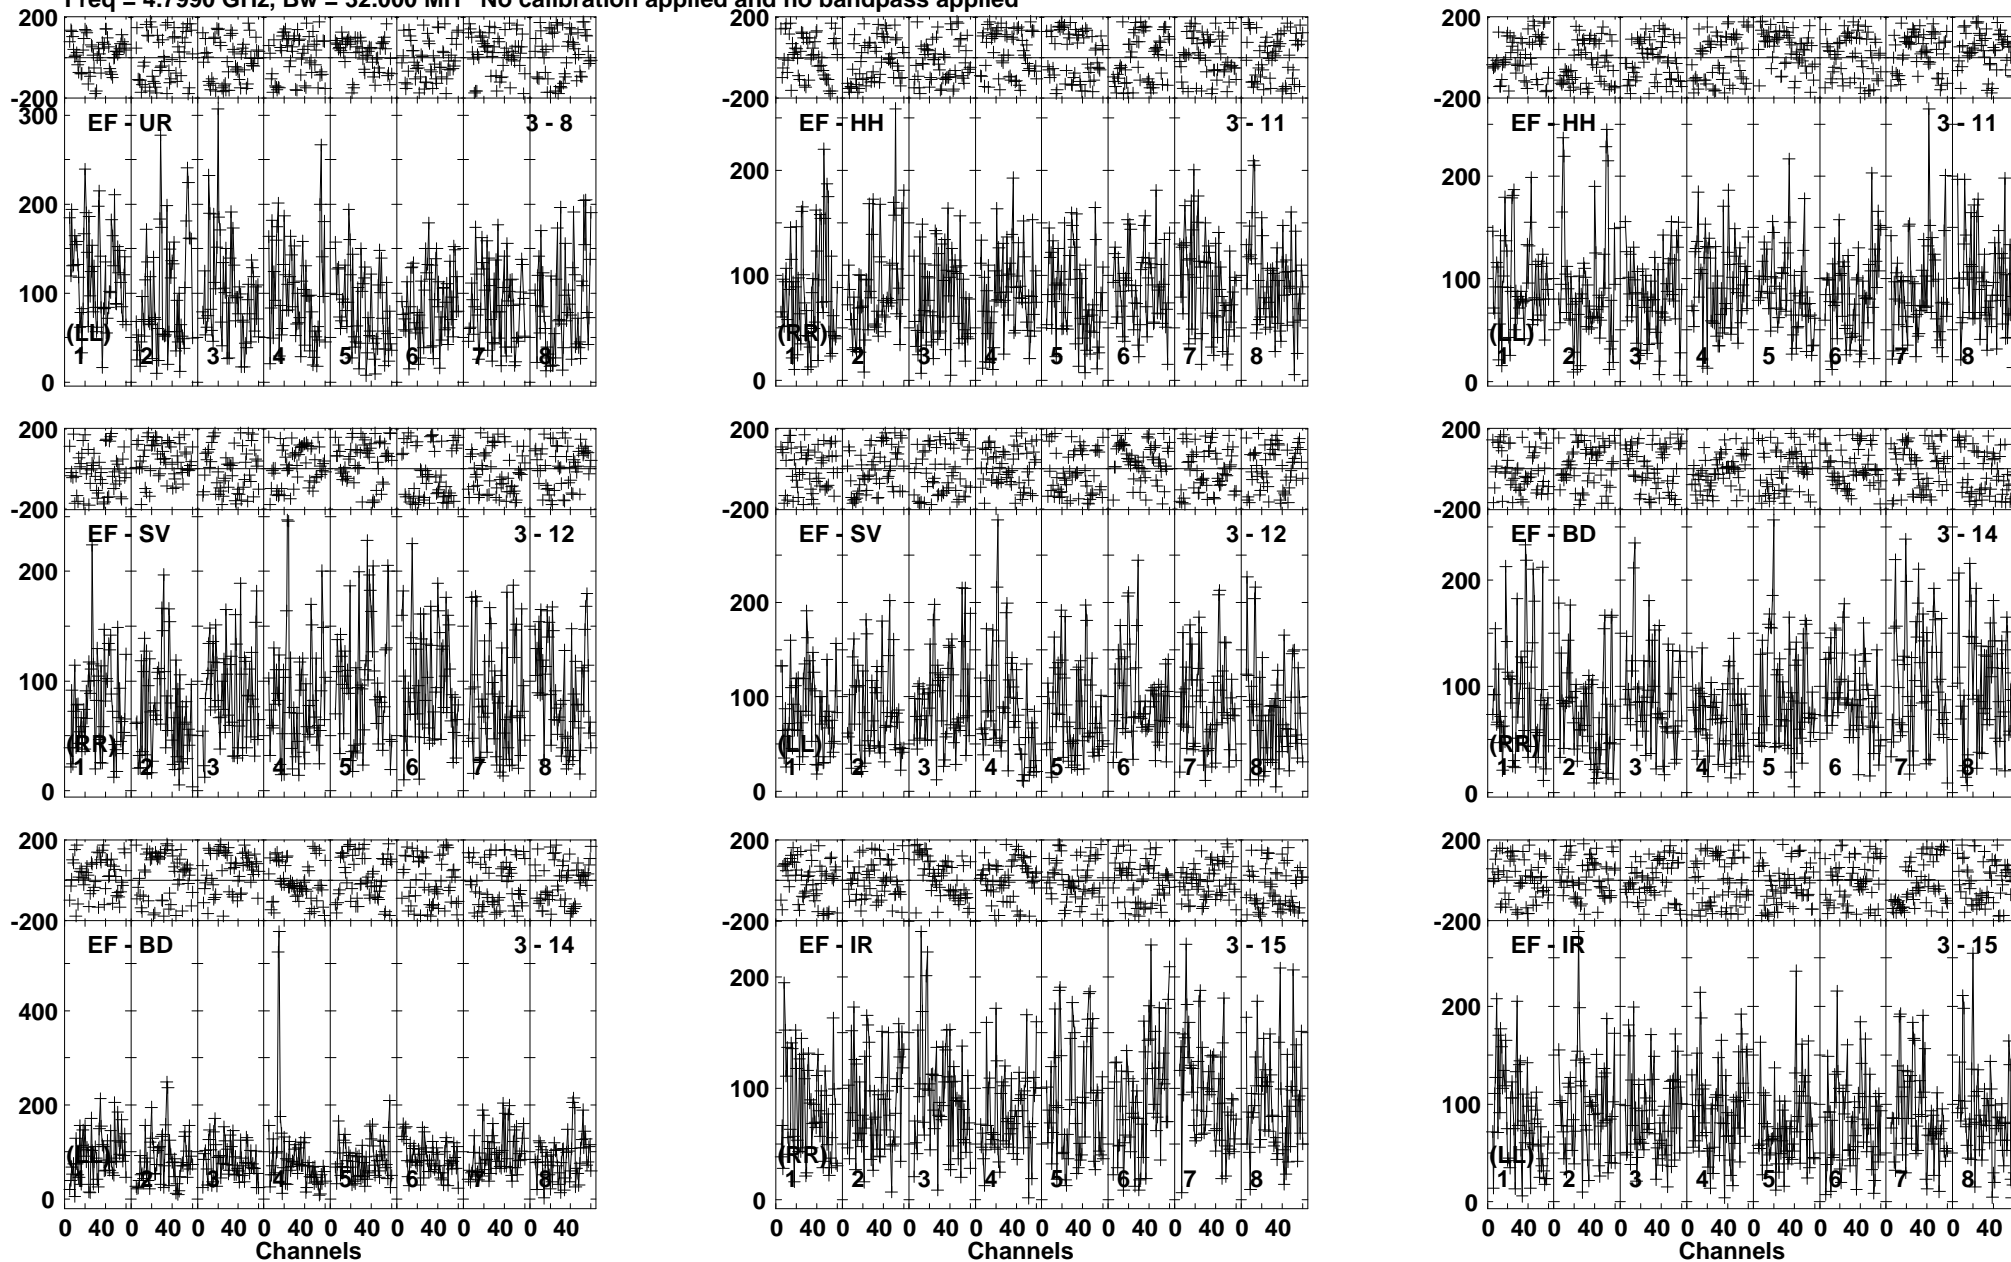 Freq = 4.7990 GHz, Bw = 32.000 MH No calibration applied and no bandpass applied
200 200 200
-200 -200 -200
300 EF - UR 3 - 8 EF - HH 3 - 11 EF - HH 3 - 11
200 200 200
100 100 100
(LL) (RR) (LL)
1 2 3 4 5 6 7 8 1 2 3 4 5 6 7 8 1 2 3 4 5 6 7 8
0 0 0
200 200 200
-200 -200 -200
EF - SV 3 - 12 EF - SV 3 - 12 EF - BD 3 - 14
200 200 200
100 100 100
(RR) (LL) (RR)
1 2 3 4 5 6 7 8 1 2 3 4 5 6 7 8 1 2 3 4 5 6 7 8
0 0 0
200 200 200
-200 -200 -200
EF - BD 3 - 14 EF - IR 3 - 15 EF - IR 3 - 15
400 200 200
200 100 100
(LL) (RR) (LL)
1 2 3 4 5 6 7 8 1 2 3 4 5 6 7 8 1 2 3 4 5 6 7 8
0 0 0
0 40 0 40 0 40 0 40 0 40 0 40 0 40 0 40 0 40 0 40 0 40 0 40 0 40 0 40 0 40 0 40 0 40 0 40 0 40 0 40 0 40 0 40 0 40 0 40
Channels Channels Channels